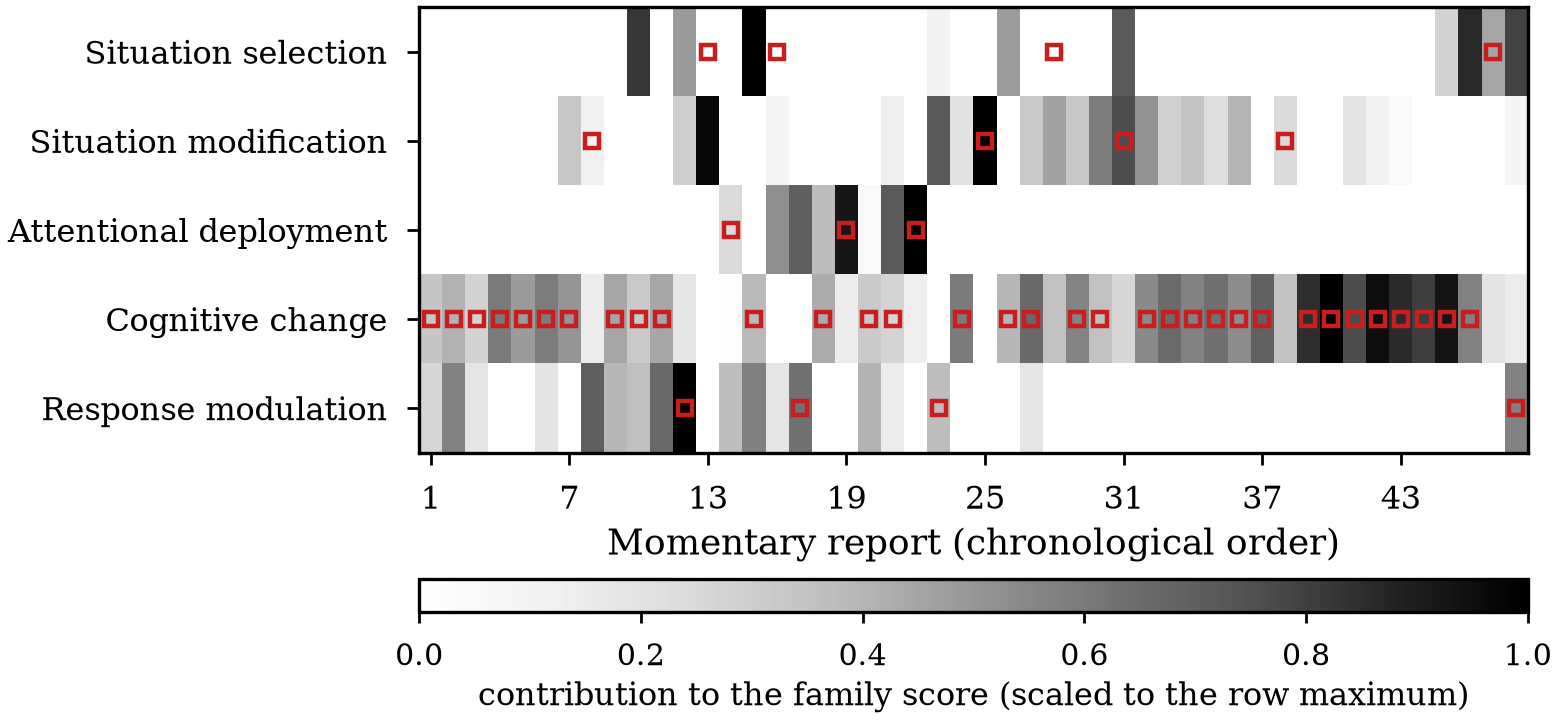 Situation selection
Situation modification
Attentional deployment
Cognitive change
Response modulation
1 7 13 19 25 31 37 43
Momentary report (chronological order)
0.0 0.2 0.4 0.6 0.8 1.0
contribution to the family score (scaled to the row maximum)